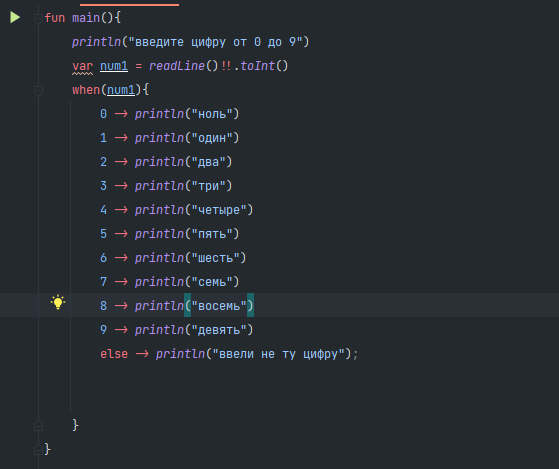 fun main(){
println("введите цифру от 0 до 9")
var num1 = readLine()!!.toInt()
when(num1){
0 -> println("ноль")
1 -> println("один")
2 -> println("два")
3 -> println("три")
4 -> println("четыре")
5 -> println("пять")
6 -> println("шесть")
7 -> println("семь")
8 -> println("восемь")
9 -> println("девять")
else -> println("ввели не ту цифру");
}
}